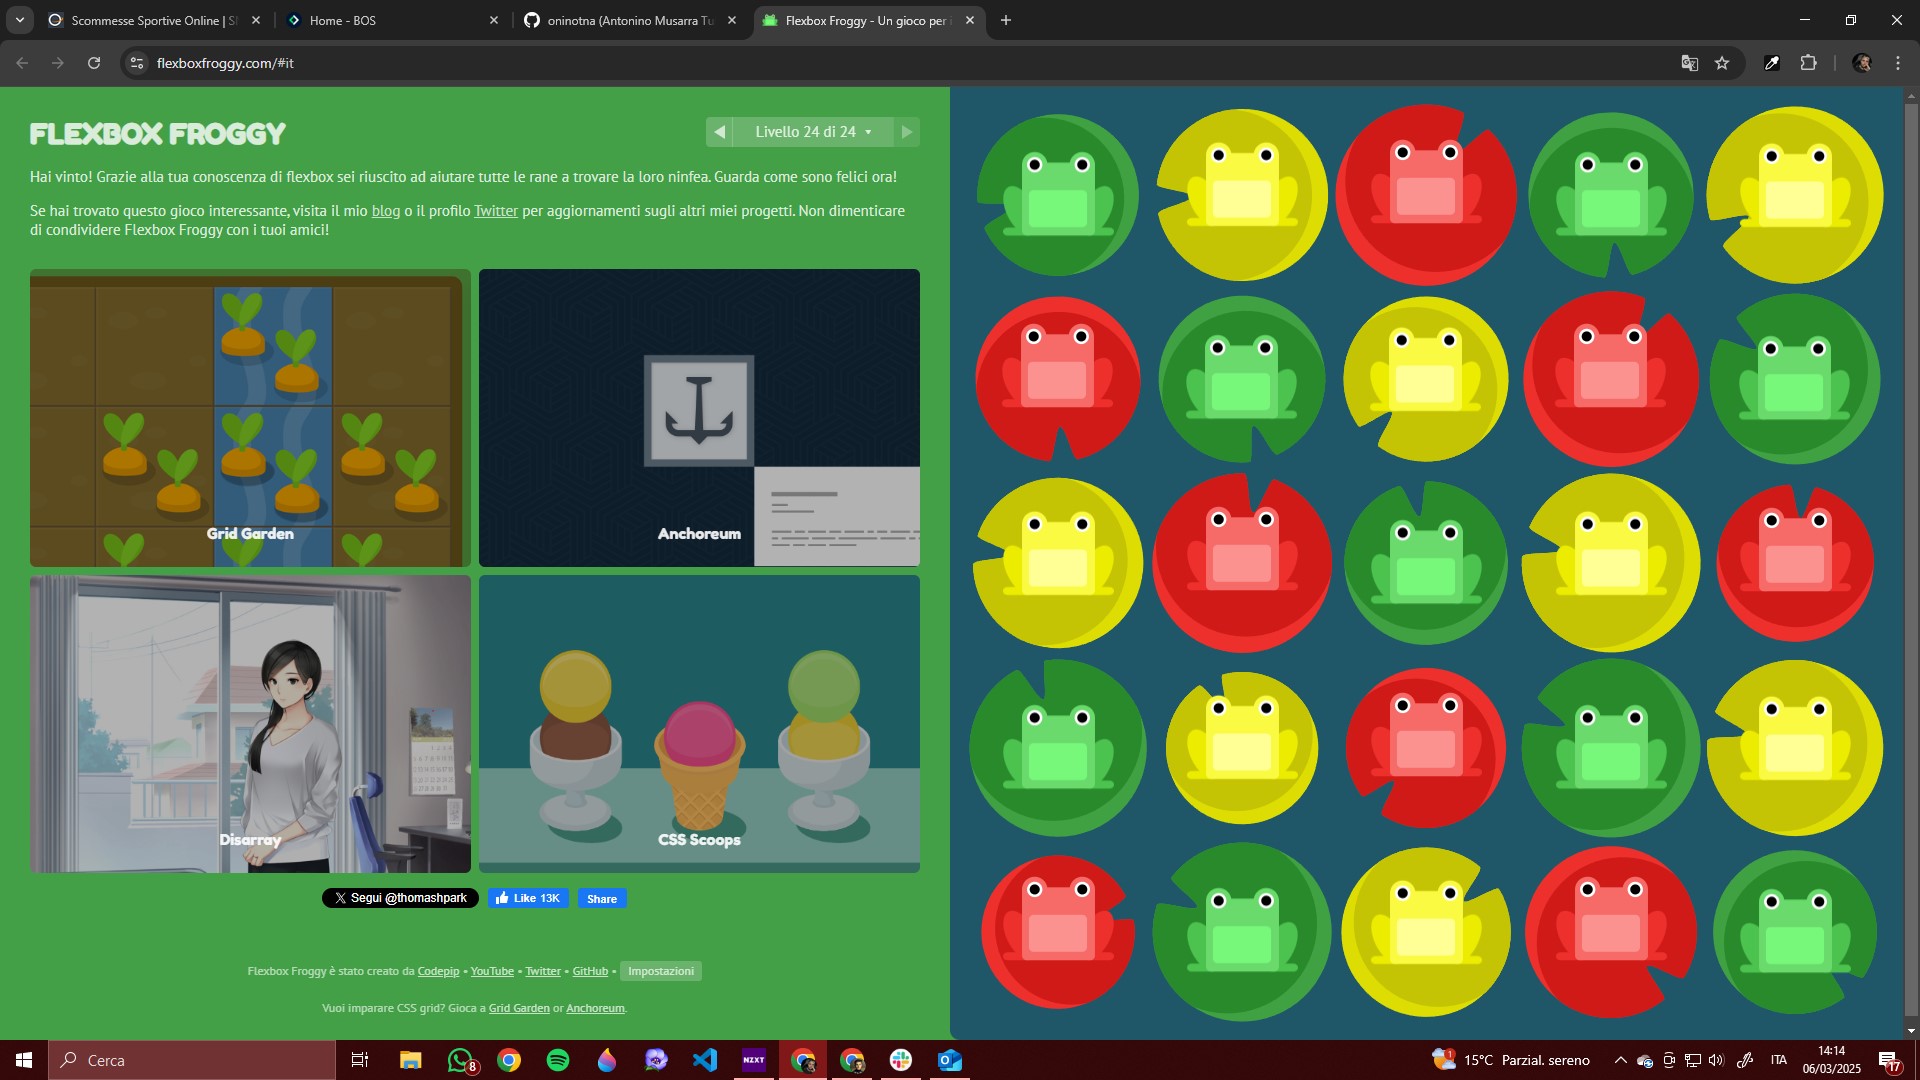 Scommesse Sportive Online | S
Home - BOS
oninotna (Antonino Musarra Tu
Flexbox Froggy - Un gioco per i
flexboxfroggy.com/#it
FLEXBOX FROGGY
Livello 24 di 24
Hai vinto! Grazie alla tua conoscenza di flexbox sei riuscito ad aiutare tutte le rane a trovare la loro ninfea. Guarda come sono felici ora!
Se hai trovato questo gioco interessante, visita il mio blog o il profilo Twitter per aggiornamenti sugli altri miei progetti. Non dimenticare
di condividere Flexbox Froggy con i tuoi amici!
Grid Garden
Anchoreum
Disarray
CSS Scoops
Segui @thomashpark
Like 13K
Share
Flexbox Froggy è stato creato da Codepip • YouTube • Twitter • GitHub • Impostazioni
Vuoi imparare CSS grid? Gioca a Grid Garden or Anchoreum.
Cerca
8
NZXT
1
15°C Parzial. sereno
ITA
14:14
06/03/2025
17